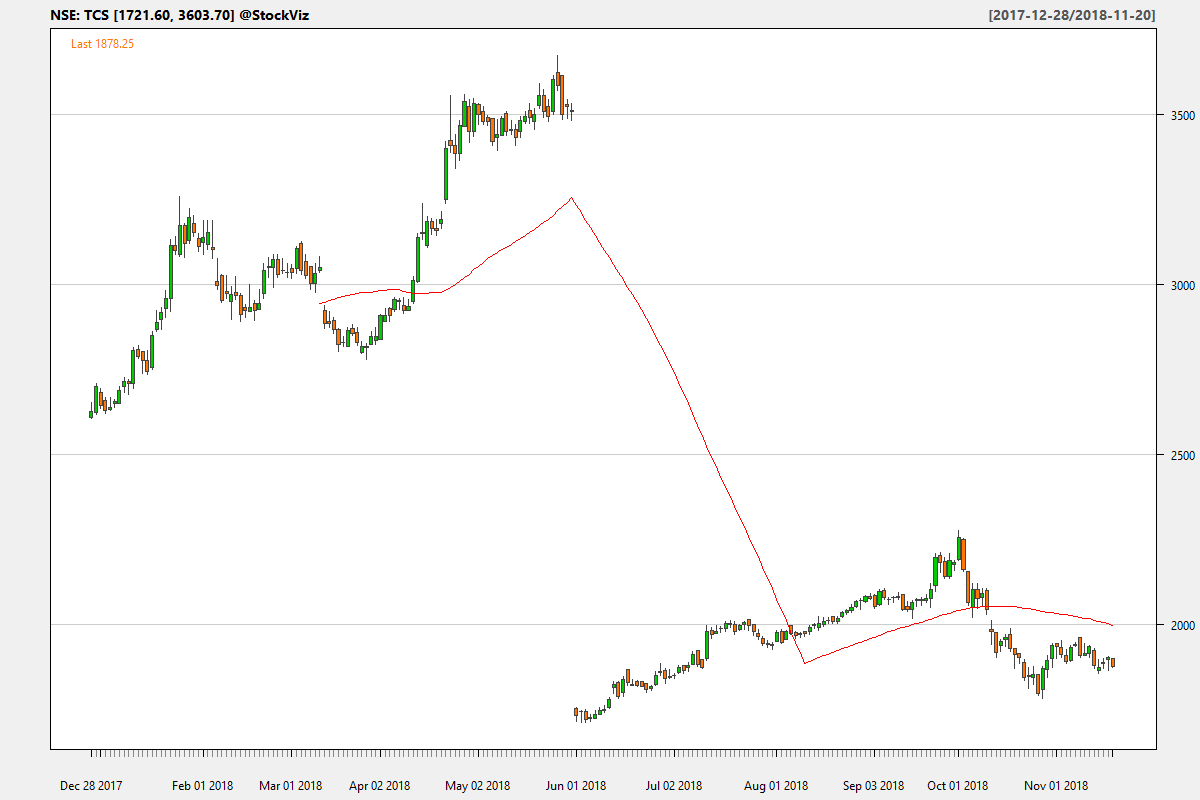 NSE: TCS [1721.60, 3603.70] @StockViz [2017-12-28/2018-11-20]
Last 1878.25
3500
3000
2500
2000
Dec 28 2017 Feb 01 2018 Mar 01 2018 Apr 02 2018 May 02 2018 Jun 01 2018 Jul 02 2018 Aug 01 2018 Sep 03 2018 Oct 01 2018 Nov 01 2018